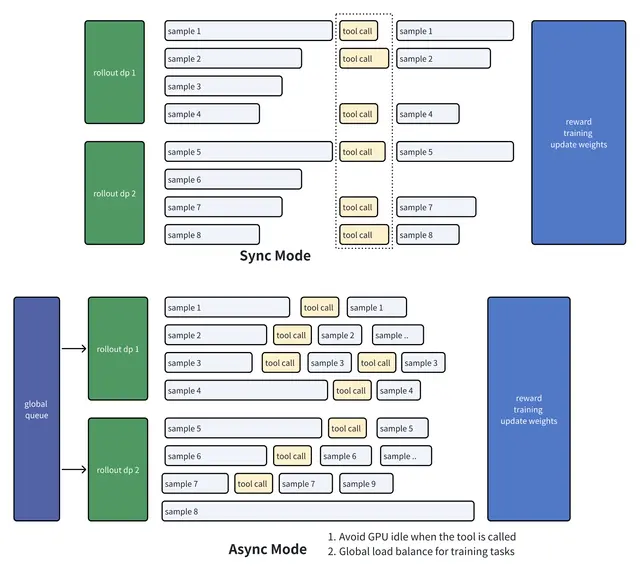 rollout dp 1
sample 1 tool call sample 1
sample 2 tool call sample 2
sample 3
sample 4 tool call sample 4
rollout dp 2
sample 5 tool call sample 5
sample 6
sample 7 tool call sample 7
sample 8 tool call sample 8
reward
training
update weights
Sync Mode
global
queue
rollout dp 1
sample 1 tool call sample 1
sample 2 tool call sample 2 sample ..
sample 3 tool call sample 3 tool call sample 3
sample 4 tool call sample 4
rollout dp 2
sample 5 tool call sample 5
sample 6 tool call sample 6 sample ..
sample 7 tool call sample 7 sample 9
sample 8
reward
training
update weights
Async Mode
1. Avoid GPU idle when the tool is called
2. Global load balance for training tasks